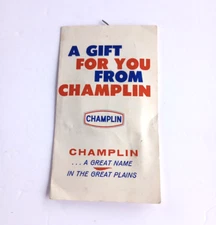 A GIFT
FOR YOU
FROM
CHAMPLIN
CHAMPLIN
CHAMPLIN
...A GREAT NAME
IN THE GREAT PLAINS